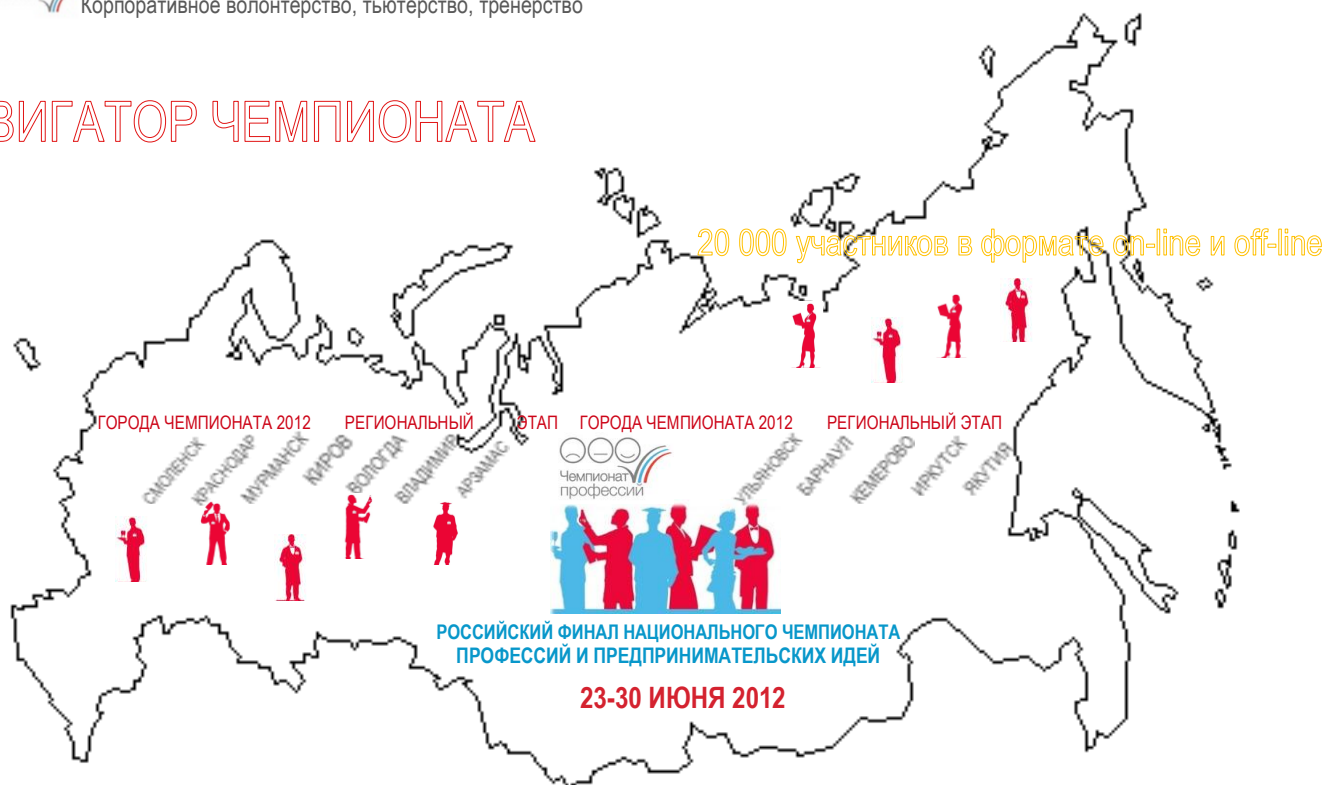 Корпоративное волонтерство, тьютерство, тренерство
ВИГАТОР ЧЕМПИОНАТА
20 000 участников в формате on-line и off-line
ГОРОДА ЧЕМПИОНАТА 2012 РЕГИОНАЛЬНЫЙ ЭТАП ГОРОДА ЧЕМПИОНАТА 2012 РЕГИОНАЛЬНЫЙ ЭТАП
СМОЛЕНСК
КРАСНОДАР
МУРМАНСК
КИРОВ
ВОЛОГДА
ВЛАДИМИР
АРЗАМАС
Чемпионат
профессий
УЛЬЯНОВСК
БАРНАУЛ
КЕМЕРОВО
ИРКУТСК
ЯКУТИЯ
РОССИЙСКИЙ ФИНАЛ НАЦИОНАЛЬНОГО ЧЕМПИОНАТА
ПРОФЕССИЙ И ПРЕДПРИНИМАТЕЛЬСКИХ ИДЕЙ
23-30 ИЮНЯ 2012